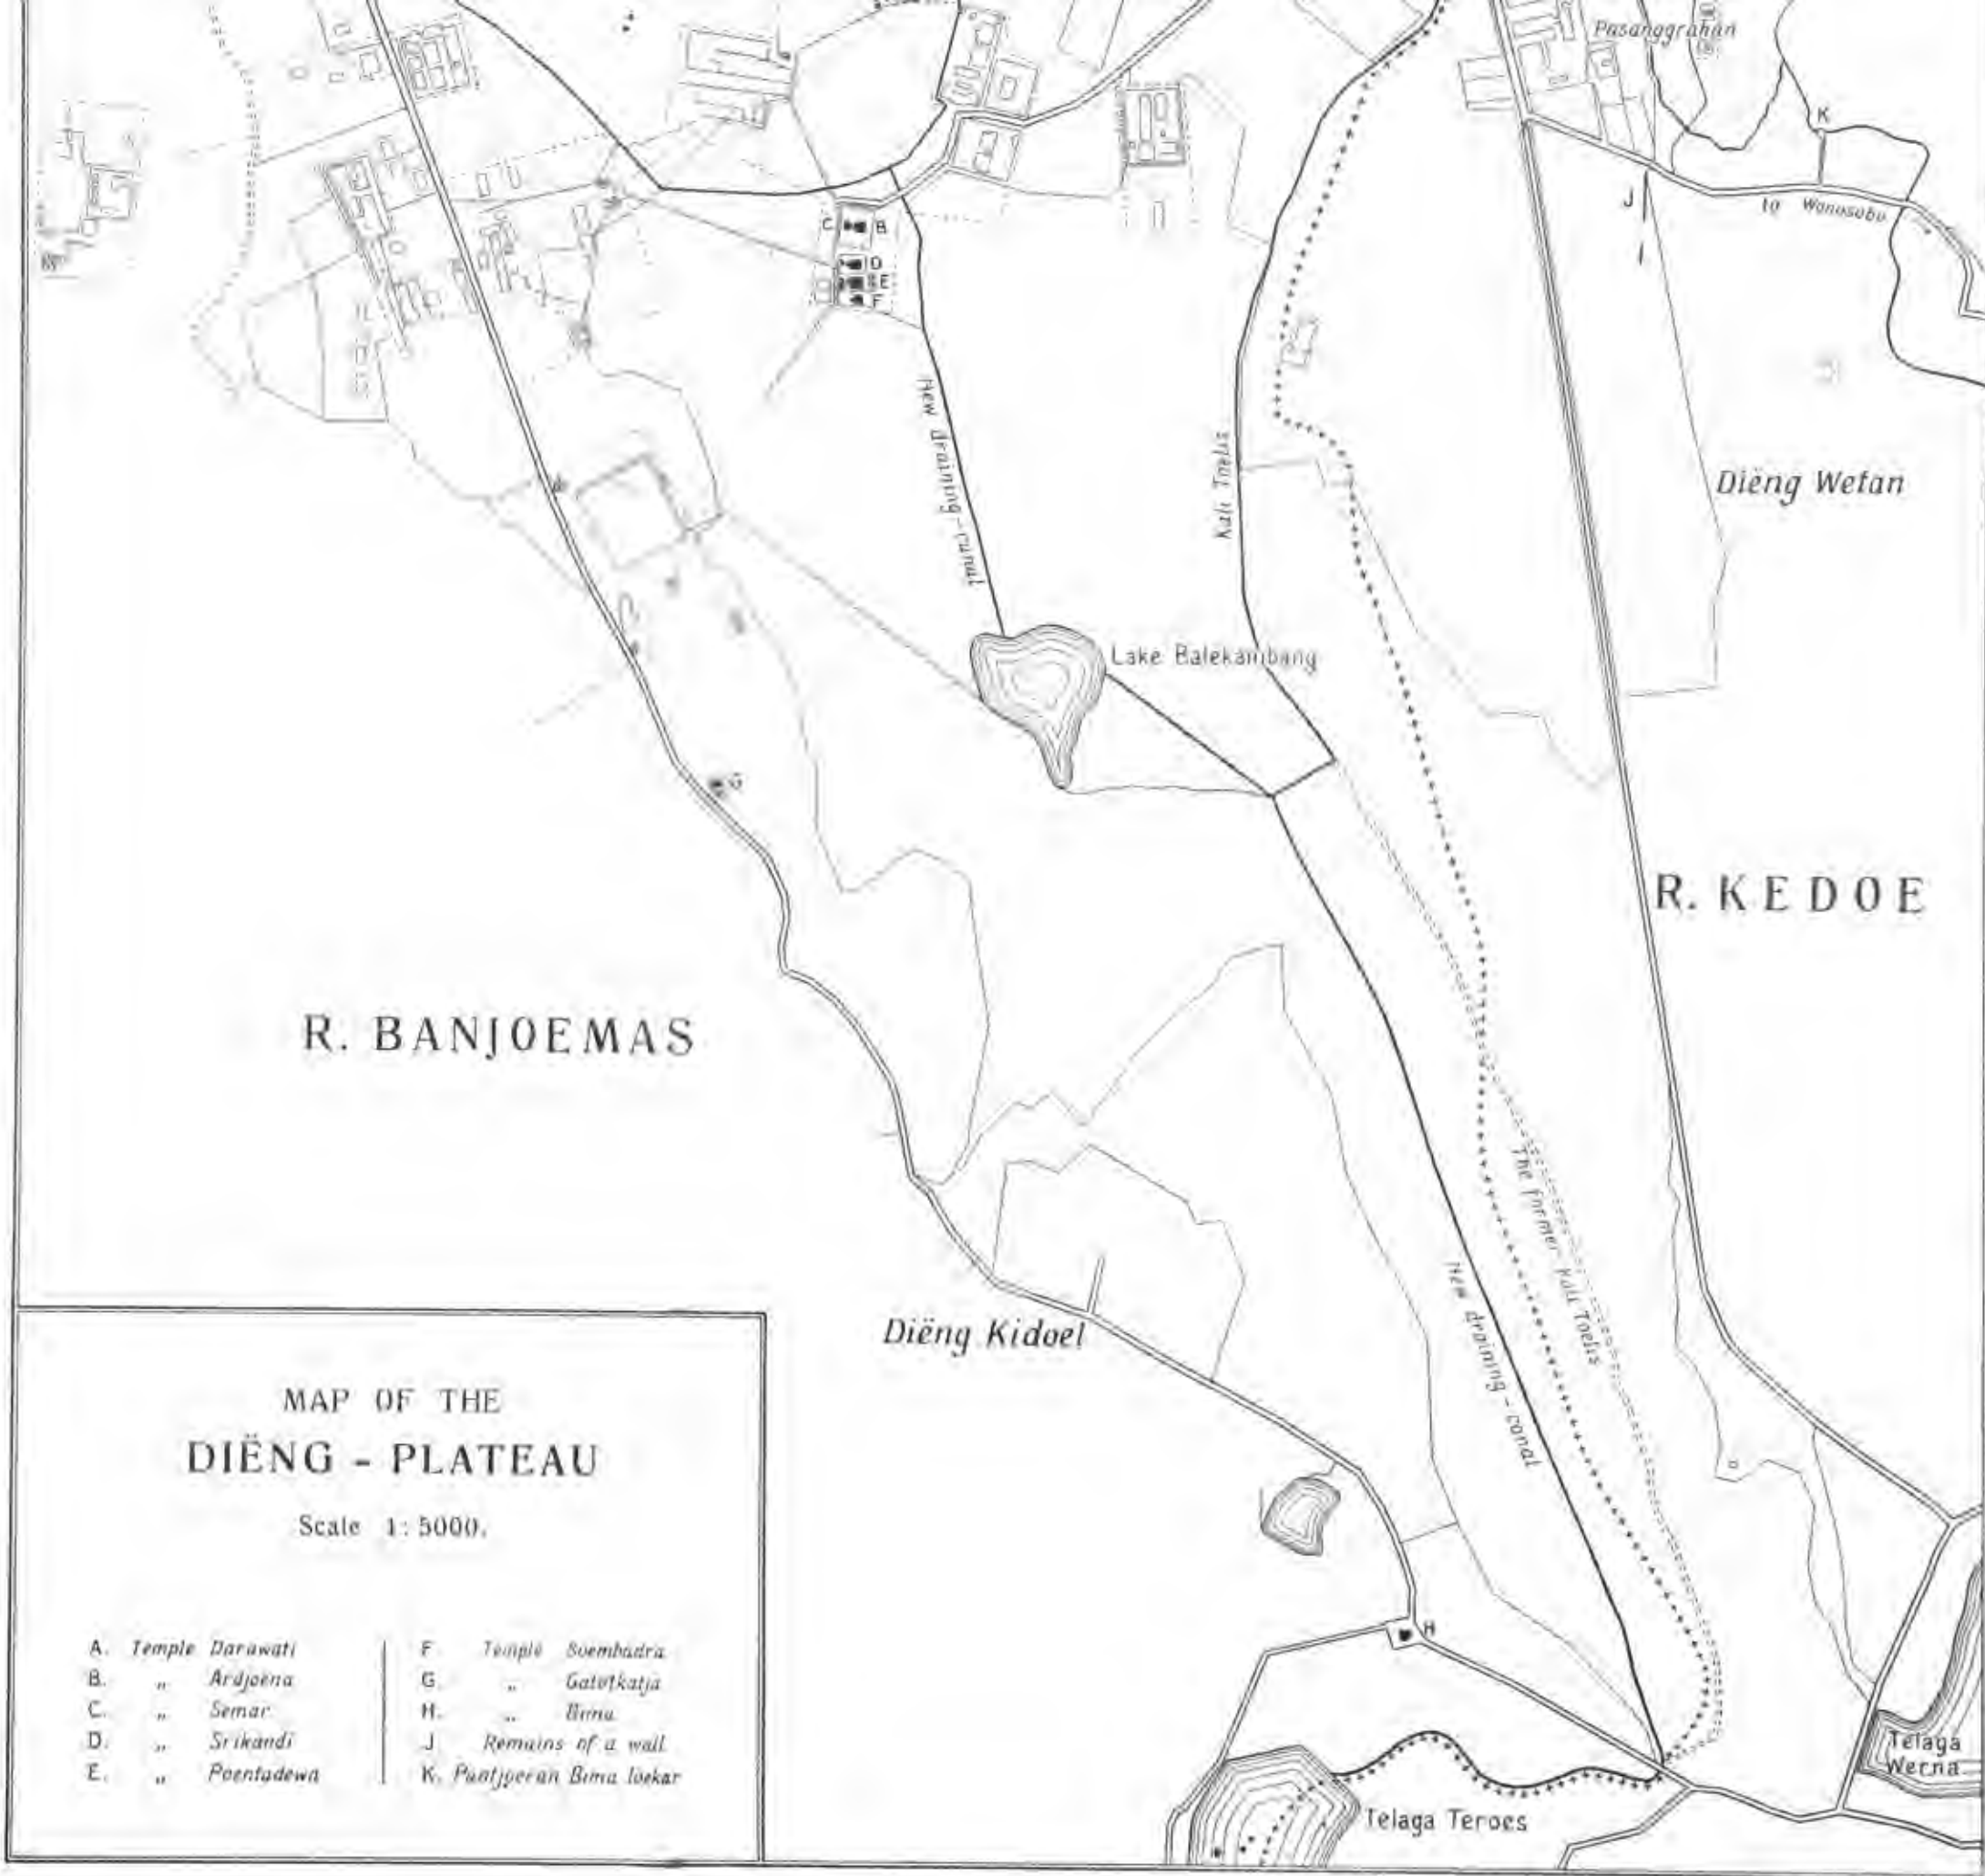 Pasanggrahan
K
J
to Wonosobo
C B
D
E
F
New draining-canal
Kali Toelis
Diëng Wetan
Lake Balekambang
G
R. KEDOE
R. BANJOEMAS
The former Kali Toelis
New draining-canal
Diëng Kidoel
H
Telaga
Werna
Telaga Teroes
MAP OF THE
DIËNG - PLATEAU
Scale 1:5000.
A. Temple Darawati
B. „ Ardjoena
C. „ Semar
D. „ Srikandi
E. „ Poentadewa
F Temple Soembadra
G. „ Gatotkatja
H. „ Bima
J Remains of a wall
K. Pantjoeran Bima loekar